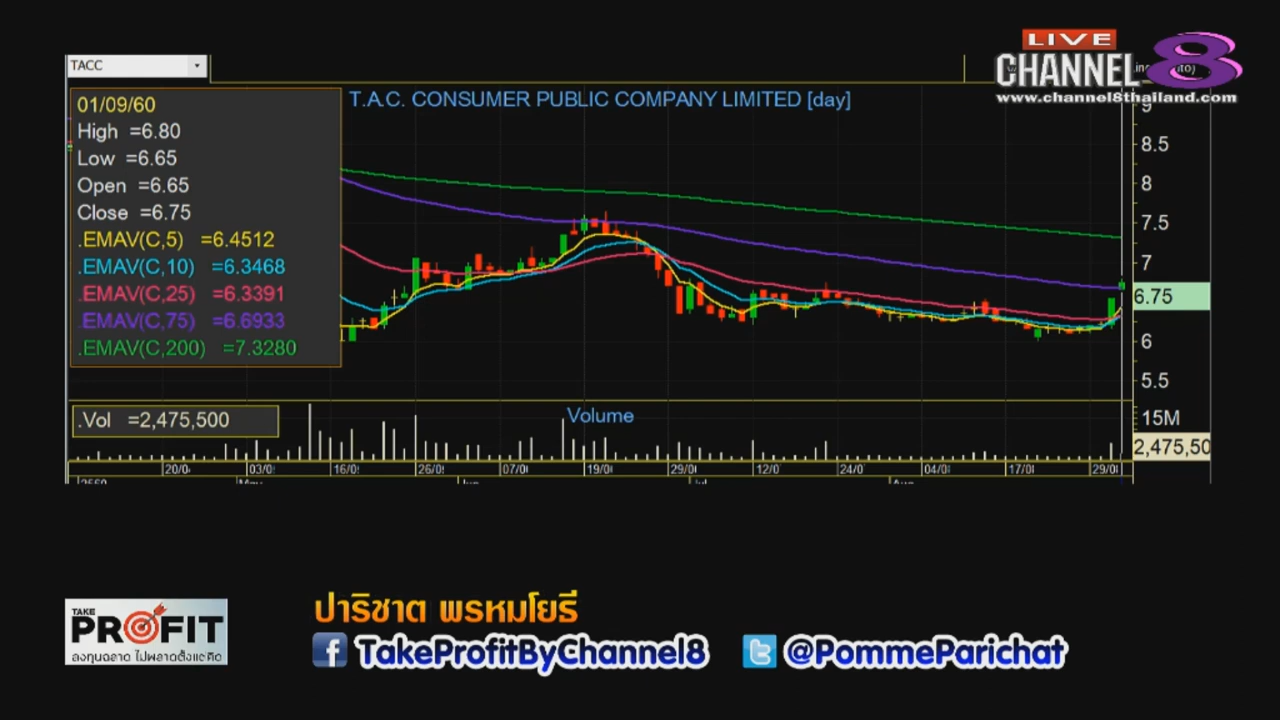 TACC
LIVE
CHANNEL 8
www.channel8thailand.com
T.A.C. CONSUMER PUBLIC COMPANY LIMITED [day]
01/09/60
High =6.80
Low =6.65
Open =6.65
Close =6.75
.EMAV(C,5) =6.4512
.EMAV(C,10) =6.3468
.EMAV(C,25) =6.3391
.EMAV(C,75) =6.6933
.EMAV(C,200) =7.3280
9
8.5
8
7.5
7
6.75
6
5.5
.Vol =2,475,500
Volume
15M
2,475,50
20/0 03/0 16/0 26/0 07/0 19/0 29/0 12/0 24/0 04/0 17/0 29/0
2560 May Jun Jul Aug
TAKE
PROFIT
ลงทุนฉลาด ไม่พลาดตั้งแต่คิด
ปาริชาต พรหมโยธี
TakeProfitByChannel8 @PommeParichat